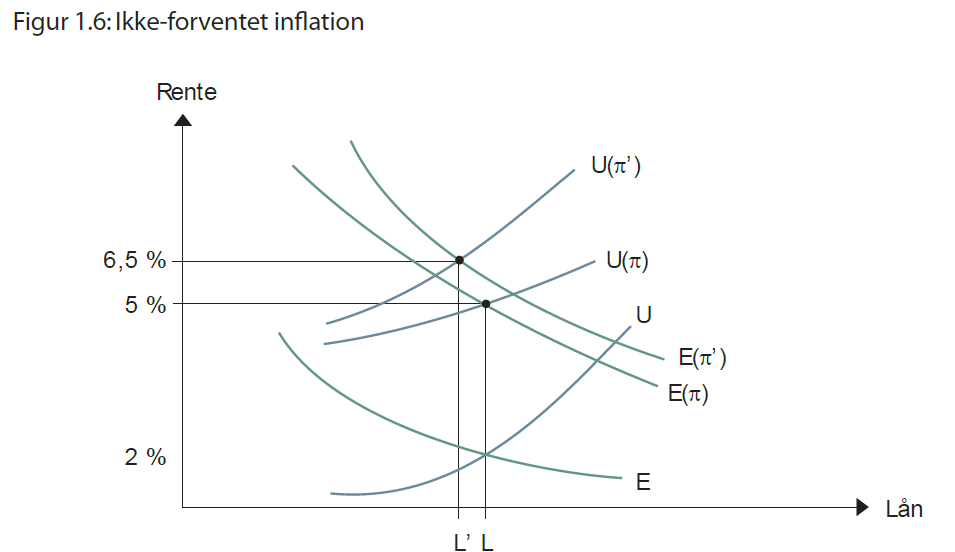 Figur 1.6: Ikke-forventet inflation
Rente
U(π’)
6,5 %
U(π)
5 %
U
E(π’)
E(π)
2 %
E
Lån
L’ L